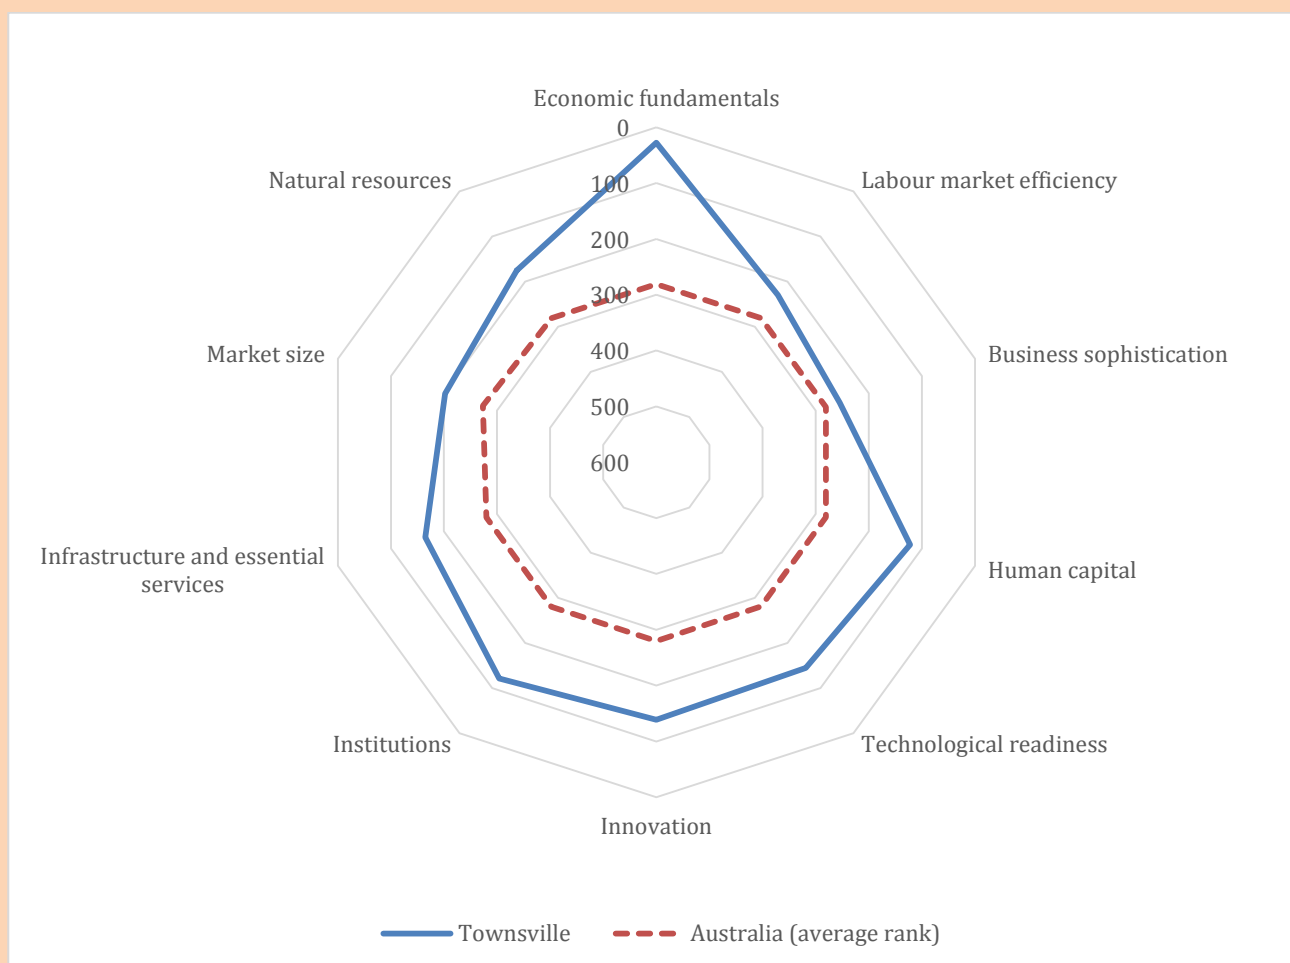 Economic fundamentals
0
Natural resources
Labour market efficiency
100
200
300
Market size
Business sophistication
400
500
600
Infrastructure and essential
services
Human capital
Institutions
Technological readiness
Innovation
Townsville
Australia (average rank)